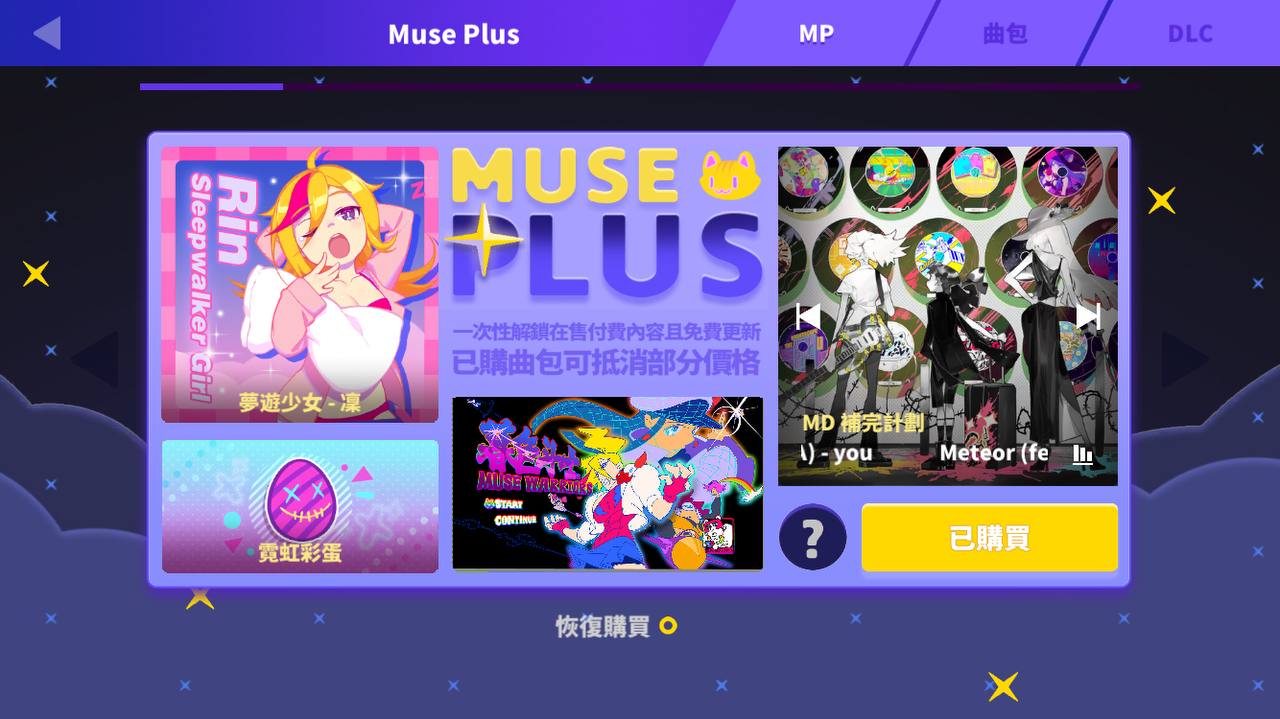 Muse Plus
MP
曲包
DLC
Rin
Sleepwalker Girl
夢遊少女 - 凜
霓虹彩蛋
MUSE
PLUS
一次性解鎖在售付費內容且免費更新
已購曲包可抵消部分價格
MUSE WARRIORS
START
CONTINUE
MD 補完計劃
) - you
Meteor (fe
?
已購買
恢復購買